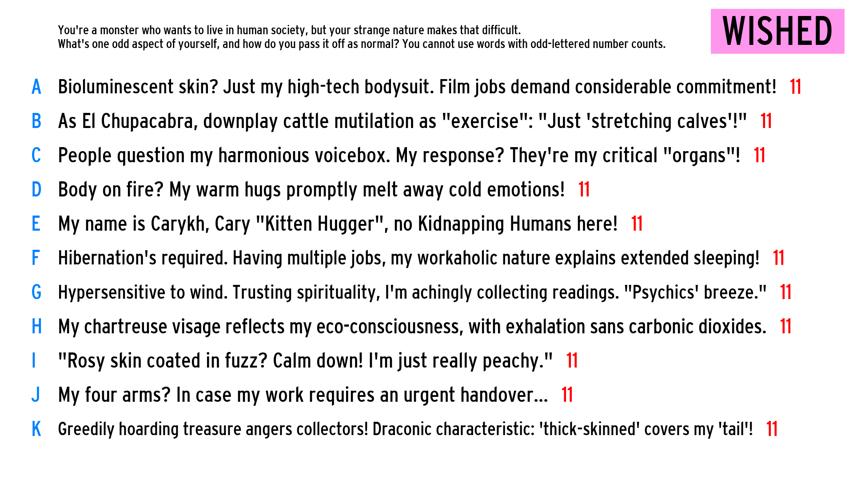 You're a monster who wants to live in human society, but your strange nature makes that difficult.
What's one odd aspect of yourself, and how do you pass it off as normal? You cannot use words with odd-lettered number counts.
WISHED
A Bioluminescent skin? Just my high-tech bodysuit. Film jobs demand considerable commitment! 11
B As El Chupacabra, downplay cattle mutilation as "exercise": "Just 'stretching calves'!" 11
C People question my harmonious voicebox. My response? They're my critical "organs"! 11
D Body on fire? My warm hugs promptly melt away cold emotions! 11
E My name is Carykh, Cary "Kitten Hugger", no Kidnapping Humans here! 11
F Hibernation's required. Having multiple jobs, my workaholic nature explains extended sleeping! 11
G Hypersensitive to wind. Trusting spirituality, I'm achingly collecting readings. "Psychics' breeze." 11
H My chartreuse visage reflects my eco-consciousness, with exhalation sans carbonic dioxides. 11
I "Rosy skin coated in fuzz? Calm down! I'm just really peachy." 11
J My four arms? In case my work requires an urgent handover... 11
K Greedily hoarding treasure angers collectors! Draconic characteristic: 'thick-skinned' covers my 'tail'! 11